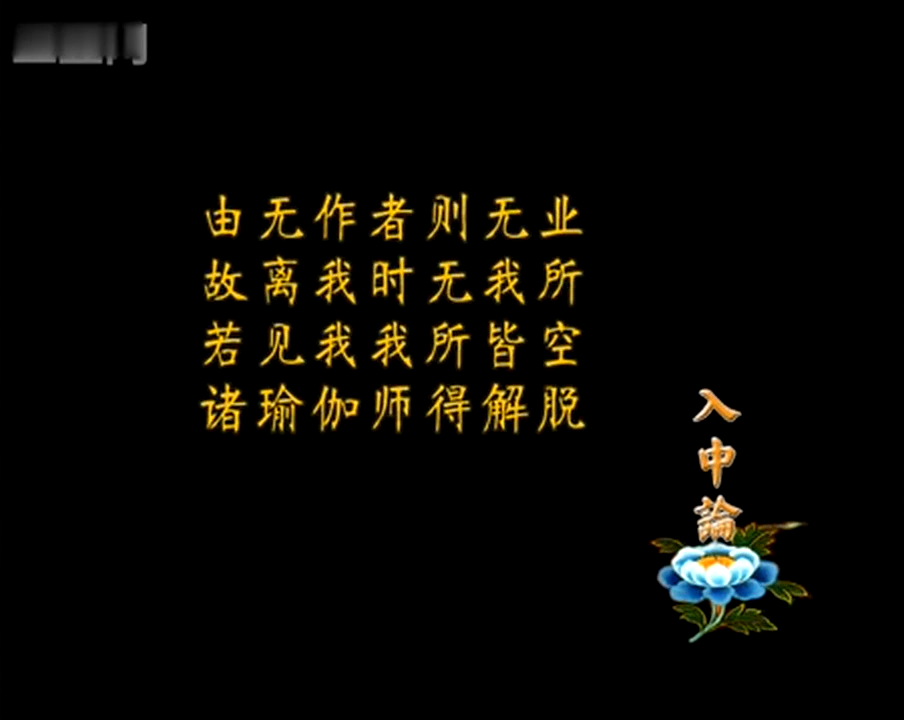 由无作者则无业
故离我时无我所
若见我我所皆空
诸瑜伽师得解脱
入中論